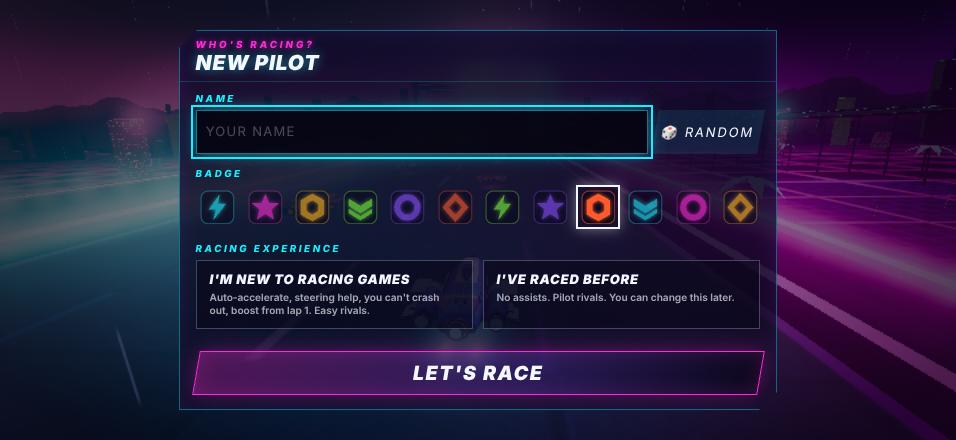 WHO'S RACING?
NEW PILOT
NAME
YOUR NAME
RANDOM
BADGE
RACING EXPERIENCE
I'M NEW TO RACING GAMES
Auto-accelerate, steering help, you can't crash
out, boost from lap 1. Easy rivals.
I'VE RACED BEFORE
No assists. Pilot rivals. You can change this later.
LET'S RACE